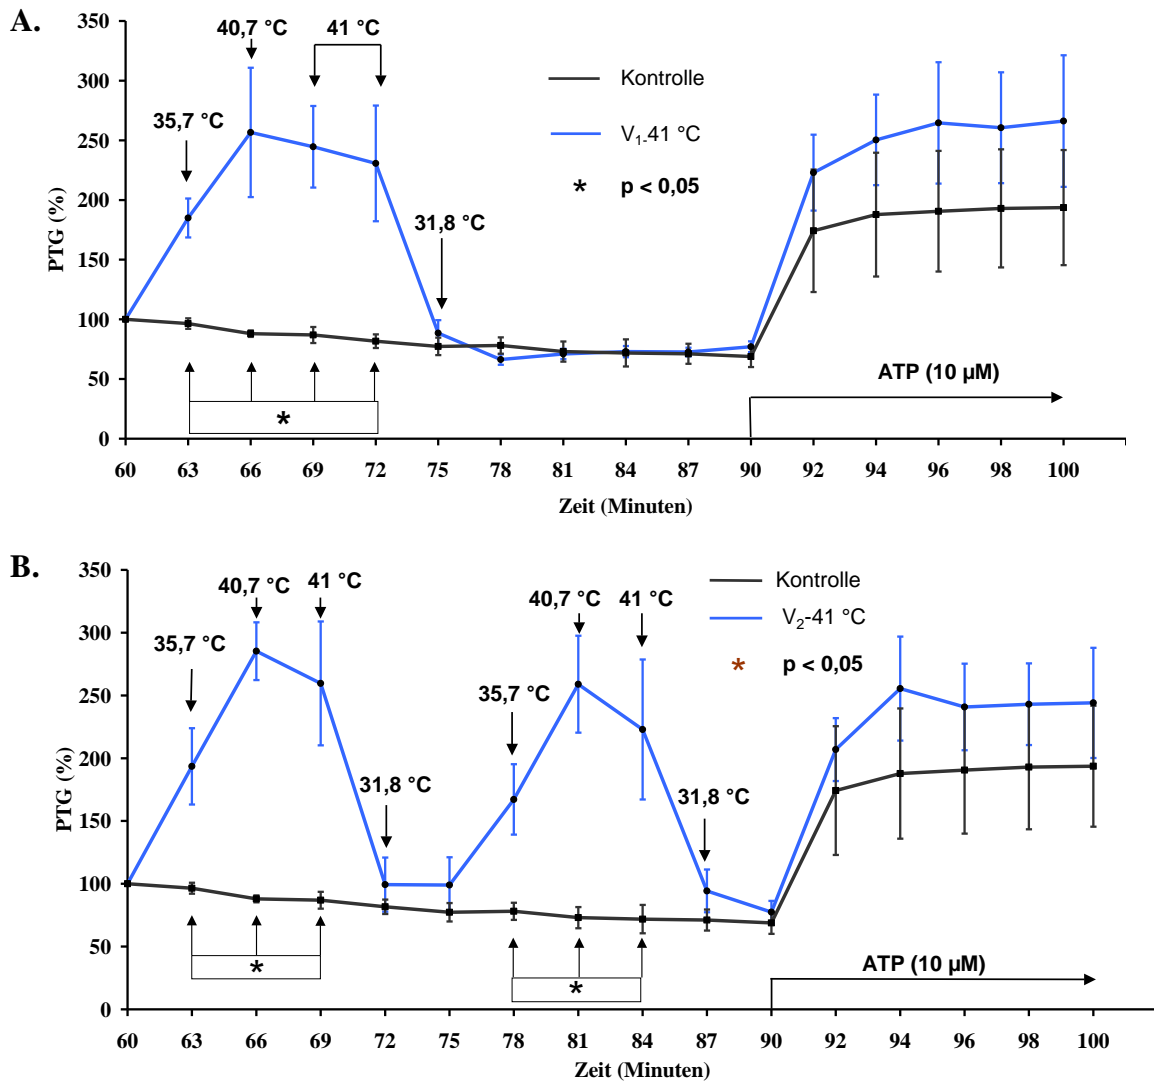 A.
350
300
250
200
150
100
50
0
PTG (%)
40,7 °C
41 °C
35,7 °C
31,8 °C
Kontrolle
V1-41 °C
* p < 0,05
*
ATP (10 µM)
60 63 66 69 72 75 78 81 84 87 90 92 94 96 98 100
Zeit (Minuten)
B.
350
300
250
200
150
100
50
0
PTG (%)
40,7 °C
41 °C
35,7 °C
31,8 °C
40,7 °C
41 °C
35,7 °C
31,8 °C
Kontrolle
V2-41 °C
* p < 0,05
*
*
ATP (10 µM)
60 63 66 69 72 75 78 81 84 87 90 92 94 96 98 100
Zeit (Minuten)